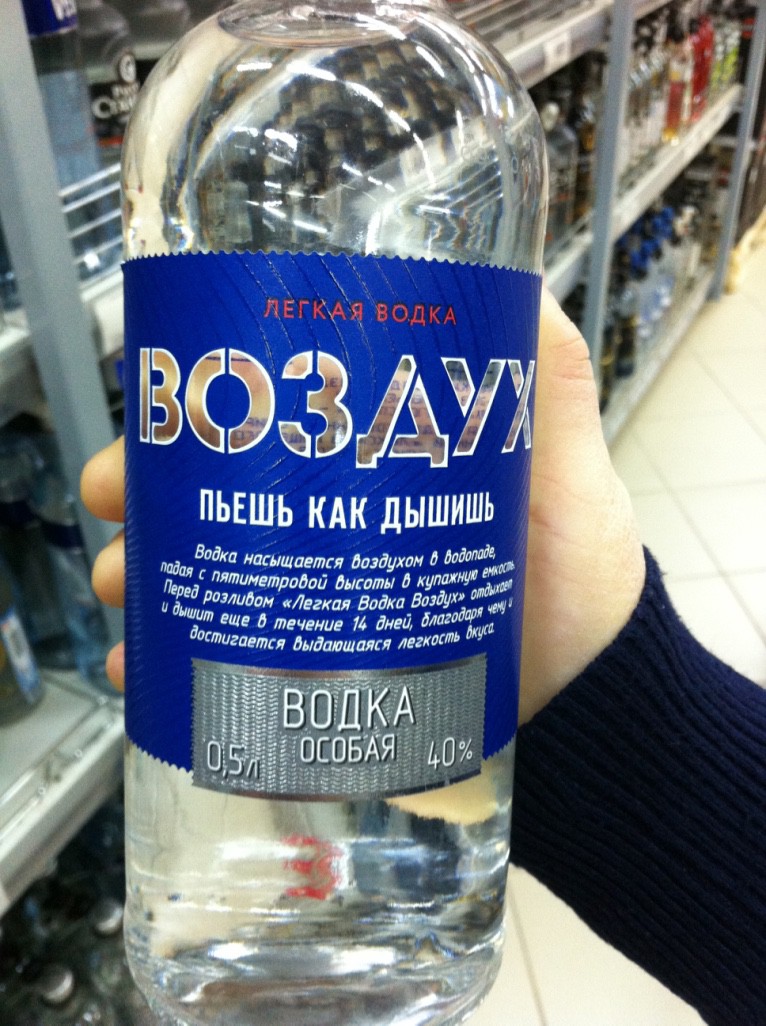 ЛЕГКАЯ ВОДКА
ВОЗДУХ
ПЬЕШЬ КАК ДЫШИШЬ
Водка насыщается воздухом в водопаде,
падая с пятиметровой высоты в купажную емкость.
Перед розливом «Легкая Водка Воздух» отдыхает
и дышит еще в течение 14 дней, благодаря чему и
достигается выдающаяся легкость вкуса.
ВОДКА
ОСОБАЯ
0,5л 40%